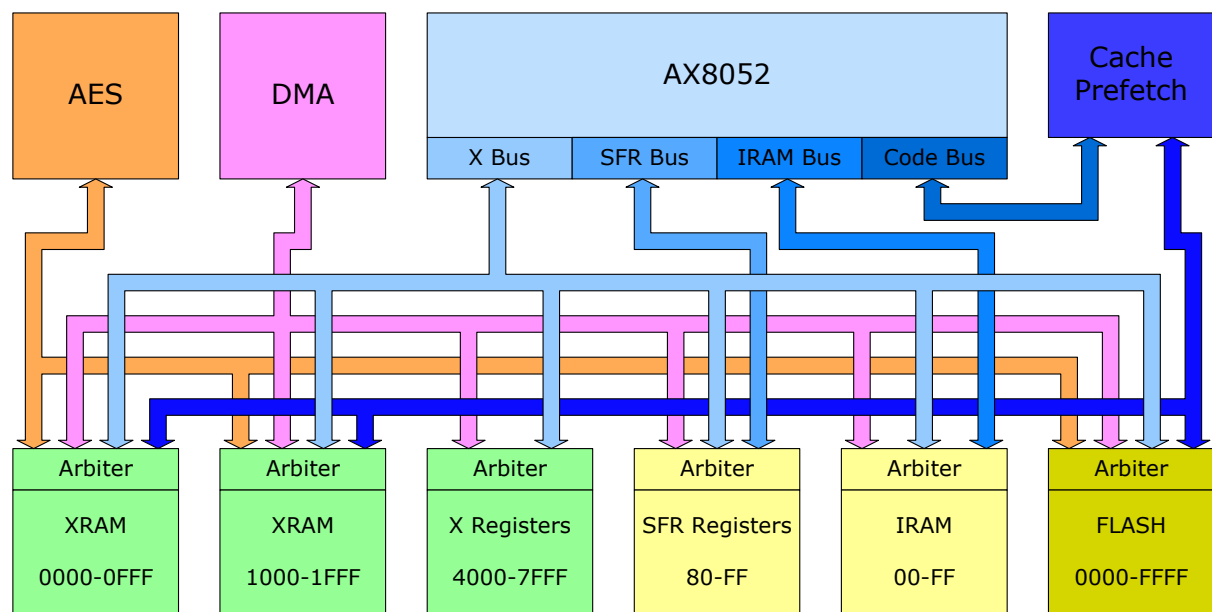 AES
DMA
AX8052
Cache
Prefetch
X Bus
SFR Bus
IRAM Bus
Code Bus
Arbiter
Arbiter
Arbiter
Arbiter
Arbiter
Arbiter
XRAM
XRAM
X Registers
SFR Registers
IRAM
FLASH
0000-0FFF
1000-1FFF
4000-7FFF
80-FF
00-FF
0000-FFFF